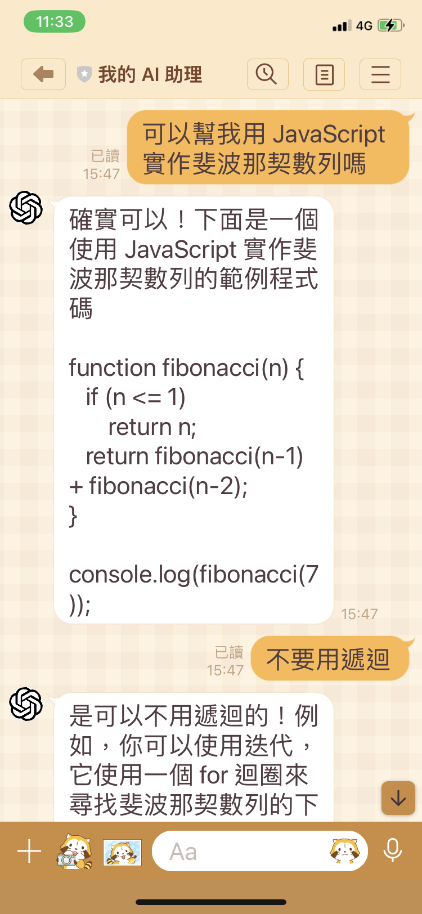 11:33
4G
我的 AI 助理
可以幫我用 JavaScript
實作斐波那契數列嗎
已讀
15:47
確實可以！下面是一個
使用 JavaScript 實作斐
波那契數列的範例程式
碼
function fibonacci(n) {
if (n <= 1)
return n;
return fibonacci(n-1)
+ fibonacci(n-2);
}
console.log(fibonacci(7
));
15:47
已讀
15:47
不要用遞迴
是可以不用遞迴的！例
如，你可以使用迭代，
它使用一個 for 迴圈來
尋找斐波那契數列的下
Aa